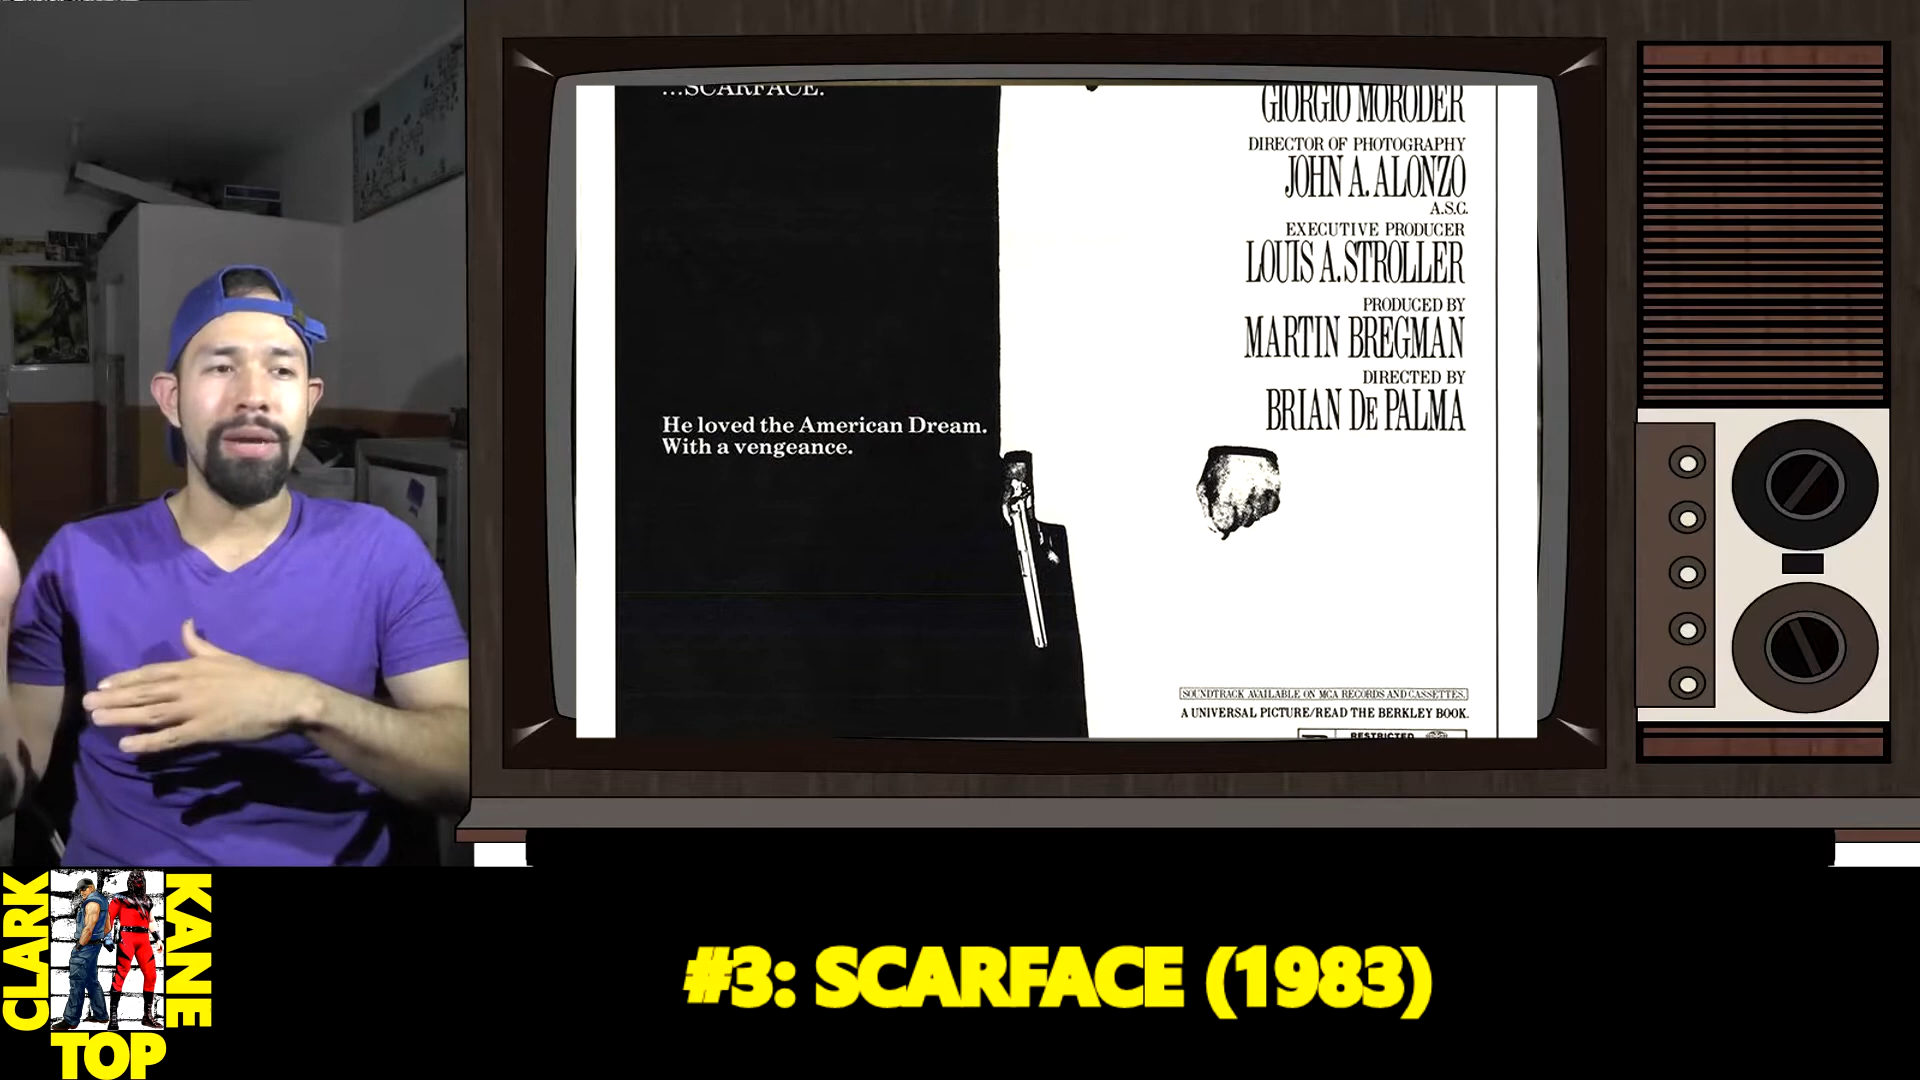 ...SCARFACE.
GIORGIO MORODER
DIRECTOR OF PHOTOGRAPHY
JOHN A. ALONZO
A.S.C.
EXECUTIVE PRODUCER
LOUIS A. STROLLER
PRODUCED BY
MARTIN BREGMAN
DIRECTED BY
BRIAN DE PALMA
He loved the American Dream.
With a vengeance.
SOUNDTRACK AVAILABLE ON MCA RECORDS AND CASSETTES.
A UNIVERSAL PICTURE/READ THE BERKLEY BOOK.
RESTRICTED
CLARK
KANE
TOP
#3: SCARFACE (1983)